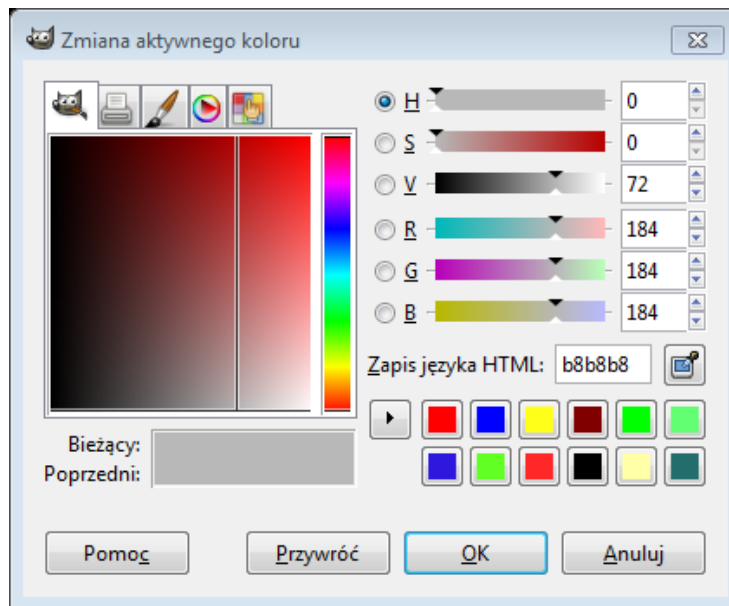 Zmiana aktywnego koloru
H 0
S 0
V 72
R 184
G 184
B 184
Zapis języka HTML: b8b8b8
Bieżący:
Poprzedni:
Pomoc Przywróć OK Anuluj